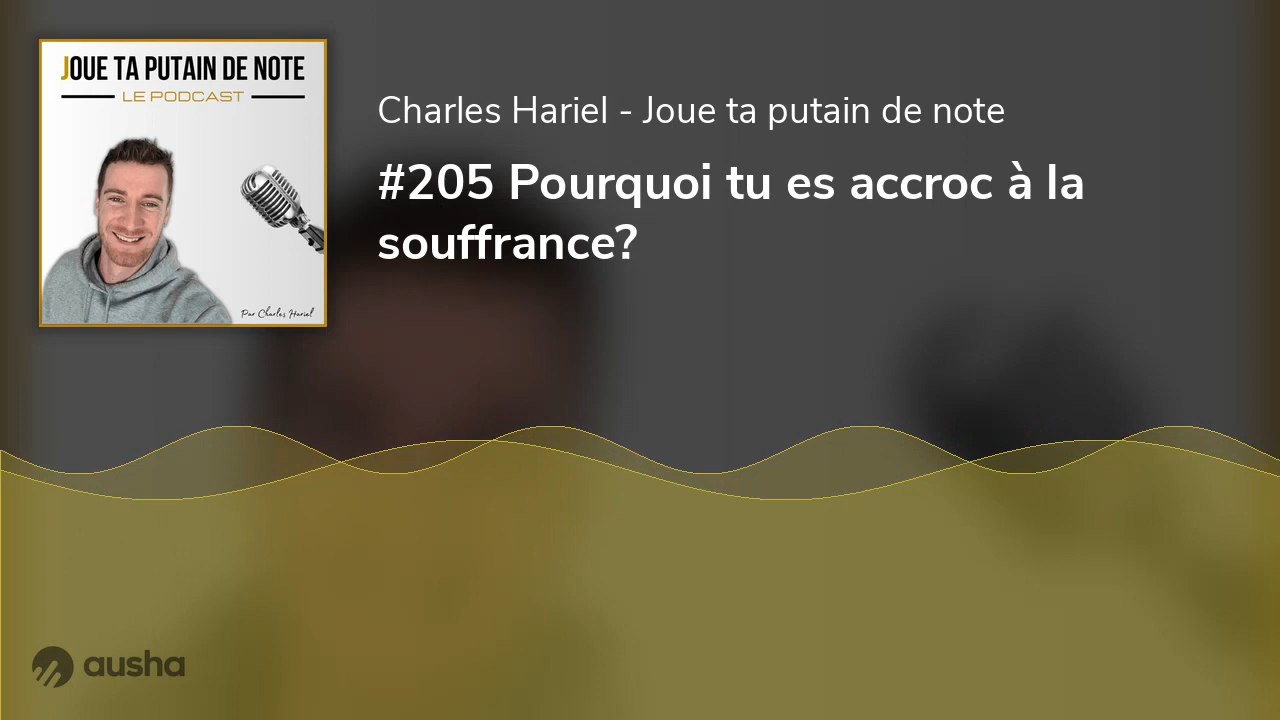 JOUE TA PUTAIN DE NOTE
LE PODCAST
Par Charles Hariel
Charles Hariel - Joue ta putain de note
#205 Pourquoi tu es accroc à la
souffrance?
ausha